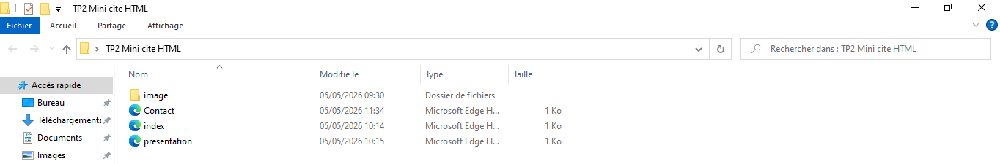 TP2 Mini cite HTML
Fichier Accueil Partage Affichage
TP2 Mini cite HTML Rechercher dans : TP2 Mini cite HTML
Nom Modifié le Type Taille
Accès rapide
Bureau
Téléchargements
Documents
Images
image 05/05/2026 09:30 Dossier de fichiers
Contact 05/05/2026 11:34 Microsoft Edge H... 1 Ko
index 05/05/2026 10:14 Microsoft Edge H... 1 Ko
presentation 05/05/2026 10:15 Microsoft Edge H... 1 Ko